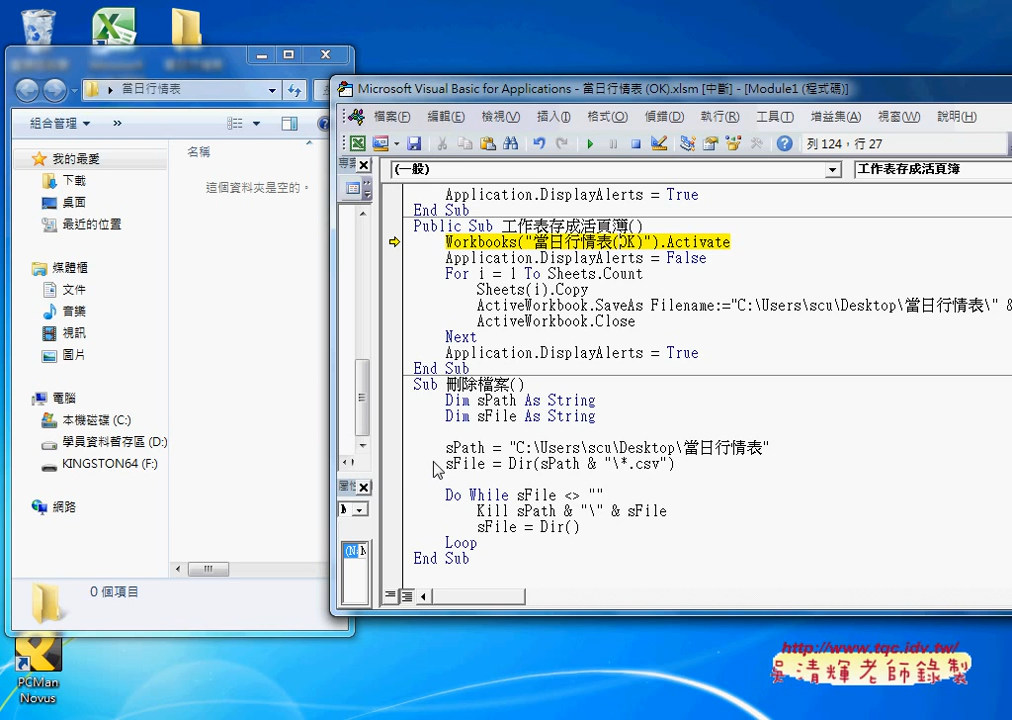 當日行情表
組合管理
»
我的最愛
下載
桌面
最近的位置
媒體櫃
文件
音樂
視訊
圖片
電腦
本機磁碟 (C:)
學員資料暫存區 (D:)
KINGSTON64 (F:)
網路
名稱
這個資料夾是空的。
0 個項目
PCMan
Novus
Microsoft Visual Basic for Applications - 當日行情表 (OK).xlsm [中斷] - [Module1 (程式碼)]
檔案(F) 編輯(E) 檢視(V) 插入(I) 格式(O) 偵錯(D) 執行(R) 工具(T) 增益集(A) 視窗(W) 說明(H)
列 124，行 27
(一般)
工作表存成活頁簿
Application.DisplayAlerts = True
End Sub
Public Sub 工作表存成活頁簿()
Workbooks("當日行情表(OK)").Activate
Application.DisplayAlerts = False
For i = 1 To Sheets.Count
Sheets(i).Copy
ActiveWorkbook.SaveAs Filename:="C:\Users\scu\Desktop\當日行情表\" &
ActiveWorkbook.Close
Next
Application.DisplayAlerts = True
End Sub
Sub 刪除檔案()
Dim sPath As String
Dim sFile As String
sPath = "C:\Users\scu\Desktop\當日行情表"
sFile = Dir(sPath & "\*.csv")
Do While sFile <> ""
Kill sPath & "\" & sFile
sFile = Dir()
Loop
End Sub
http://www.tqc.idv.tw/
吳清輝老師錄製